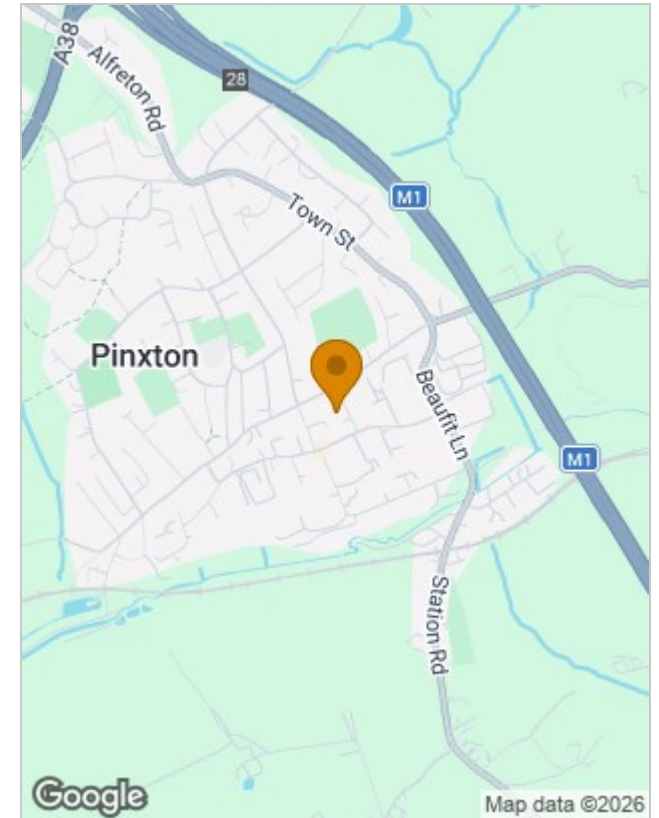 A38
Alfreton Rd
28
M1
Town St
Pinxton
Beaufit Ln
M1
Station Rd
Google
Map data ©2026